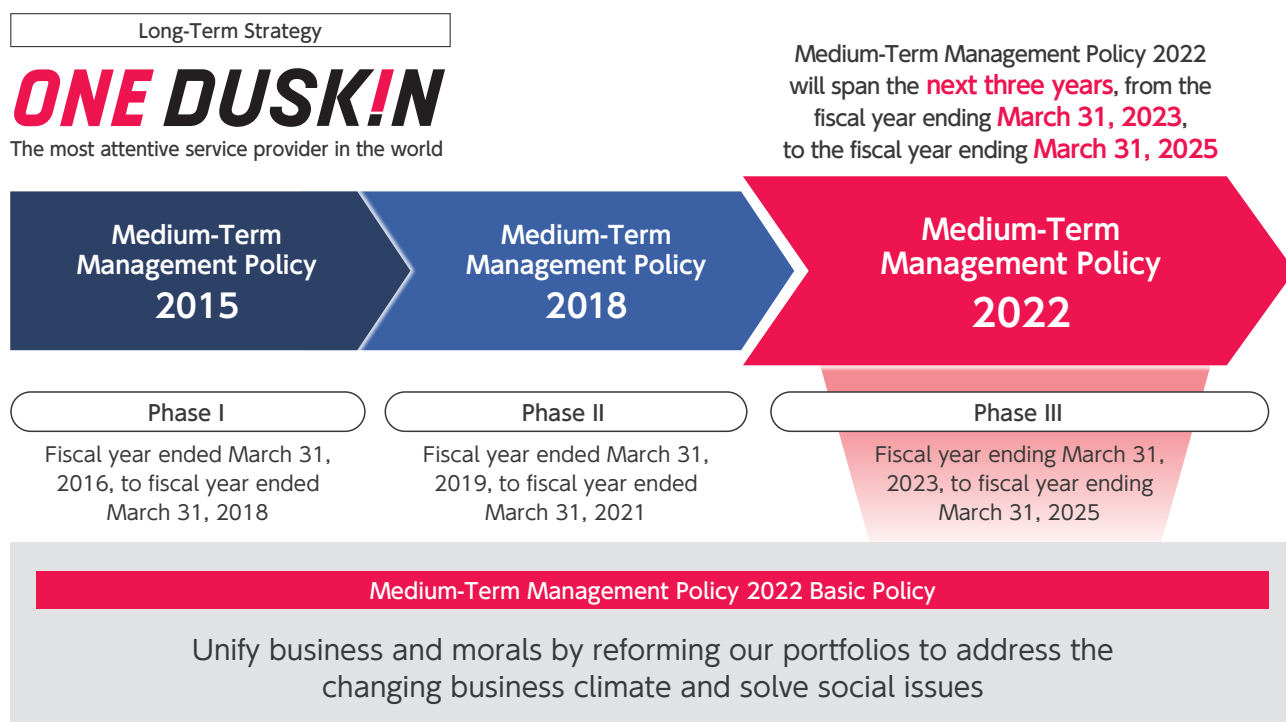 Long-Term Strategy
ONE DUSK!N
The most attentive service provider in the world
Medium-Term Management Policy 2022
will span the next three years, from the
fiscal year ending March 31, 2023,
to the fiscal year ending March 31, 2025
Medium-Term
Management Policy
2015
Medium-Term
Management Policy
2018
Medium-Term
Management Policy
2022
Phase I
Fiscal year ended March 31,
2016, to fiscal year ended
March 31, 2018
Phase II
Fiscal year ended March 31,
2019, to fiscal year ended
March 31, 2021
Phase III
Fiscal year ending March 31,
2023, to fiscal year ending
March 31, 2025
Medium-Term Management Policy 2022 Basic Policy
Unify business and morals by reforming our portfolios to address the
changing business climate and solve social issues